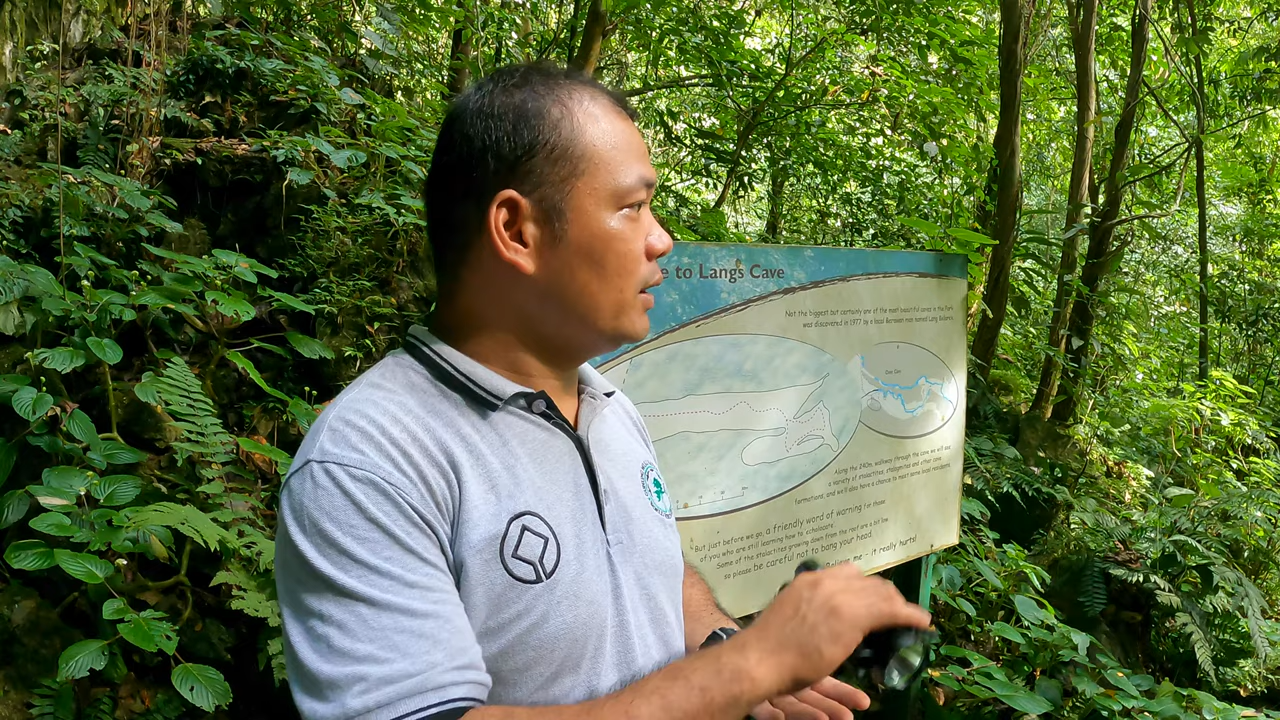 e to Lang's Cave
Not the biggest but certainly one of the most beautiful caves in the Park
was discovered in 1977 by a local Berawan man named Lang Belarek.
Along the 240m walkway through the cave we will see
a variety of stalactites, stalagmites and other cave
formations, and we'll also have a chance to meet some local residents.
But just before we go, a friendly word of warning for those
of you who are still learning how to echolocate.
Some of the stalactites growing down from the roof are a bit low
so please be careful not to bang your head.
Believe me - it really hurts!